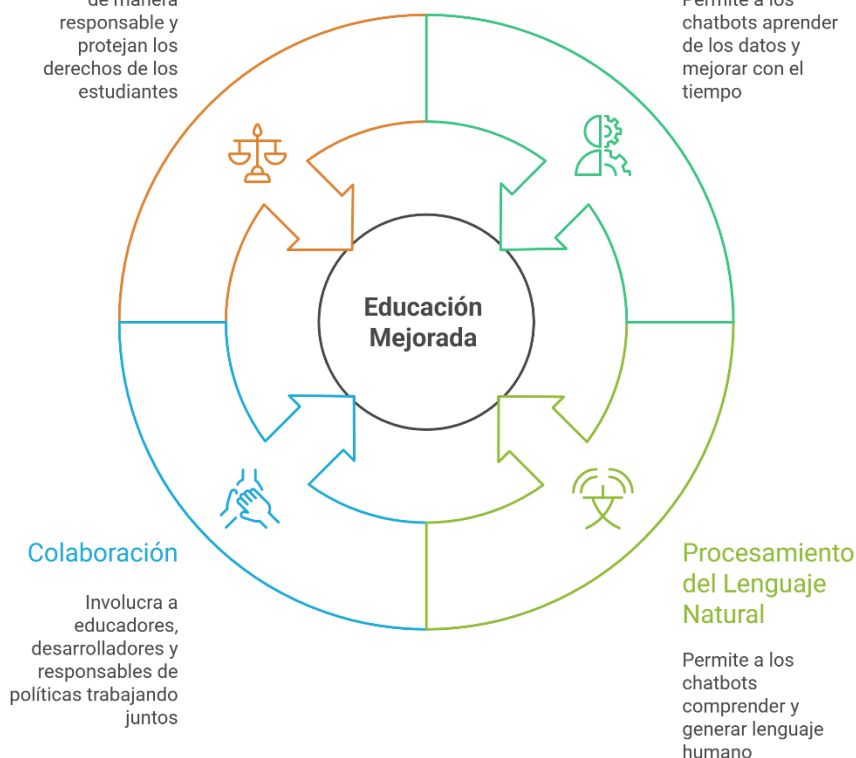 de manera
responsable y
protejan los
derechos de los
estudiantes
Permite a los
chatbots aprender
de los datos y
mejorar con el
tiempo
Educación
Mejorada
Colaboración
Involucra a
educadores,
desarrolladores y
responsables de
políticas trabajando
juntos
Procesamiento
del Lenguaje
Natural
Permite a los
chatbots
comprender y
generar lenguaje
humano